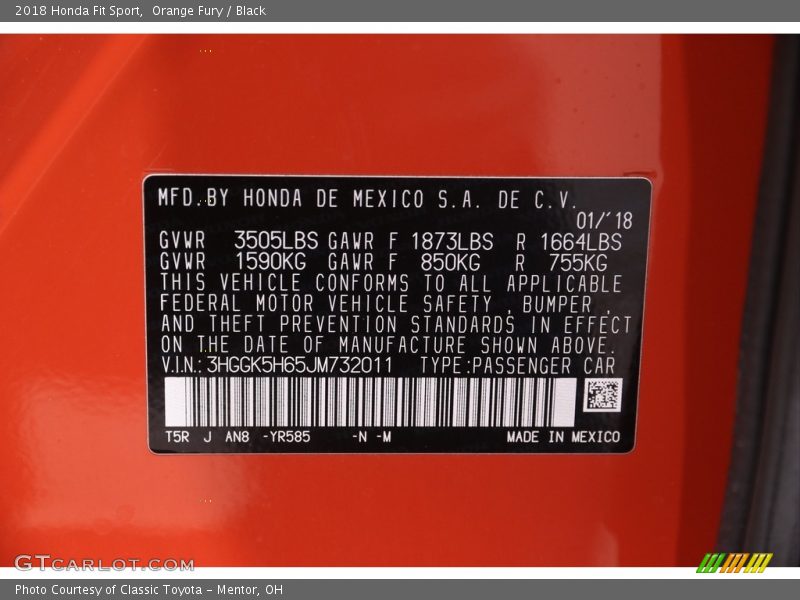 2018 Honda Fit Sport,  Orange Fury / Black
MFD.BY HONDA DE MEXICO S.A. DE C.V.
01/'18
GVWR 3505LBS GAWR F 1873LBS R 1664LBS
GVWR 1590KG GAWR F 850KG R 755KG
THIS VEHICLE CONFORMS TO ALL APPLICABLE
FEDERAL MOTOR VEHICLE SAFETY , BUMPER ,
AND THEFT PREVENTION STANDARDS IN EFFECT
ON THE DATE OF MANUFACTURE SHOWN ABOVE.
V.I.N.: 3HGGK5H65JM732011 TYPE:PASSENGER CAR
T5R J AN8 -YR585 -N -M MADE IN MEXICO
GTCARLOT.COM
Photo Courtesy of Classic Toyota - Mentor, OH